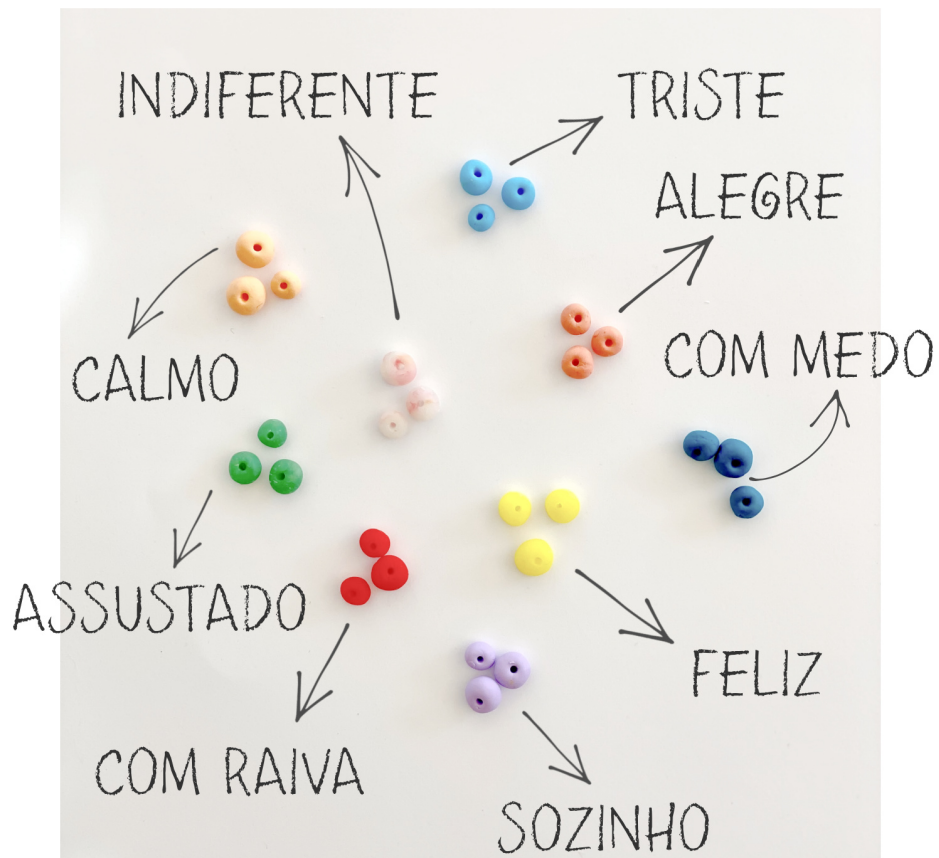 INDIFERENTE
TRISTE
ALEGRE
COM MEDO
CALMO
ASSUSTADO
FELIZ
COM RAIVA
SOZINHO